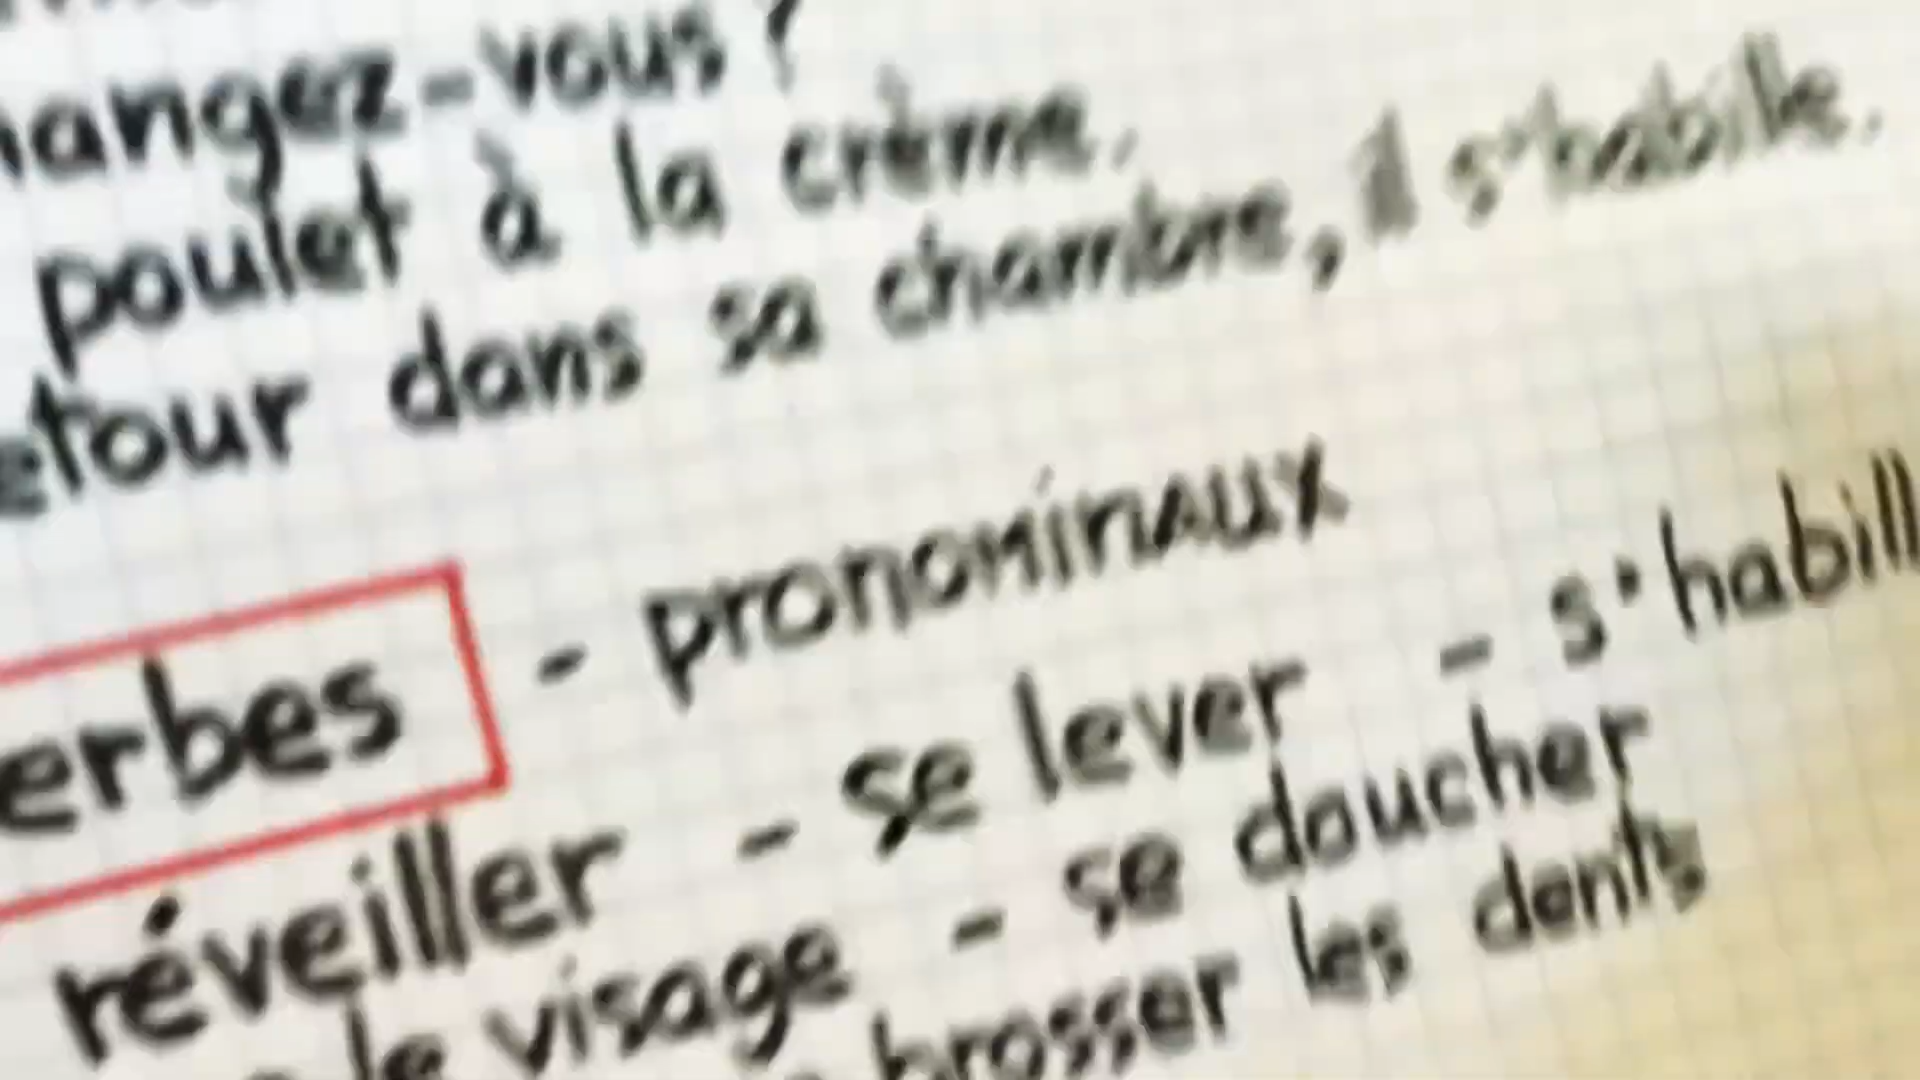 angez-vous?
poulet à la crème.
etour dans sa chambre, il s'habille.
erbes - pronominaux
réveiller - se lever - s'habill
le visage - se doucher
brosser les dents